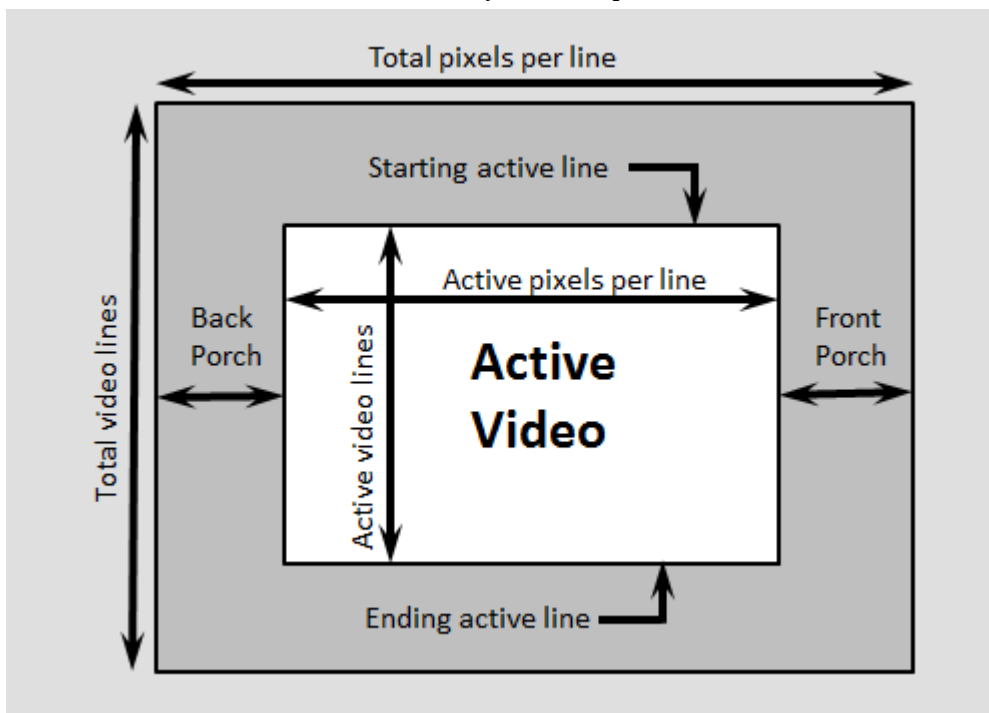 Total pixels per line
Starting active line
Active pixels per line
Back
Porch
Front
Porch
Total video lines
Active video lines
Active
Video
Ending active line